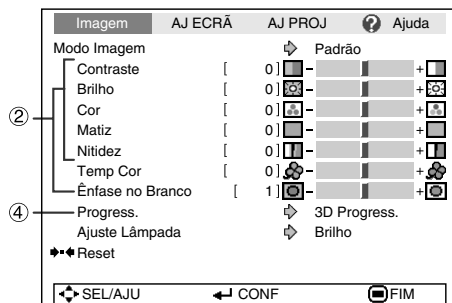 Imagem AJ ECRÃ AJ PROJ ? Ajuda
Modo Imagem Padrão
Contraste [ 0 ] - +
② Brilho [ 0 ] - +
Cor [ 0 ] - +
Matiz [ 0 ] - +
Nitidez [ 0 ] - +
Temp Cor [ 0 ] - +
Ênfase no Branco [ 1 ] - +
④ Progress. 3D Progress.
Ajuste Lâmpada Brilho
Reset
SEL/AJU CONF FIM